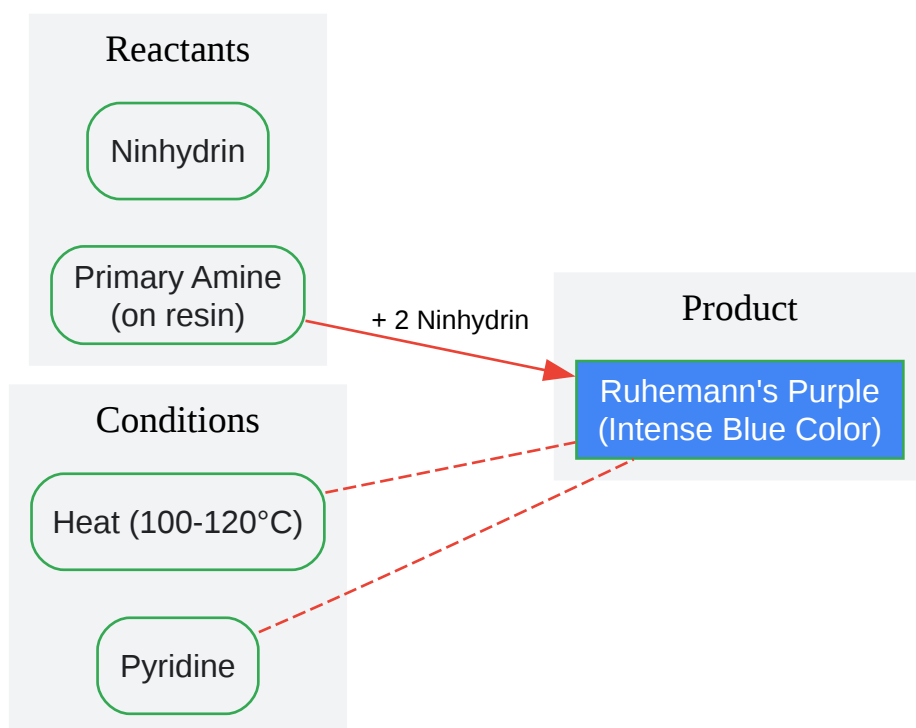 Reactants
Ninhydrin
Primary Amine
(on resin)
+ 2 Ninhydrin
Product
Ruhemann's Purple
(Intense Blue Color)
Conditions
Heat (100-120°C)
Pyridine